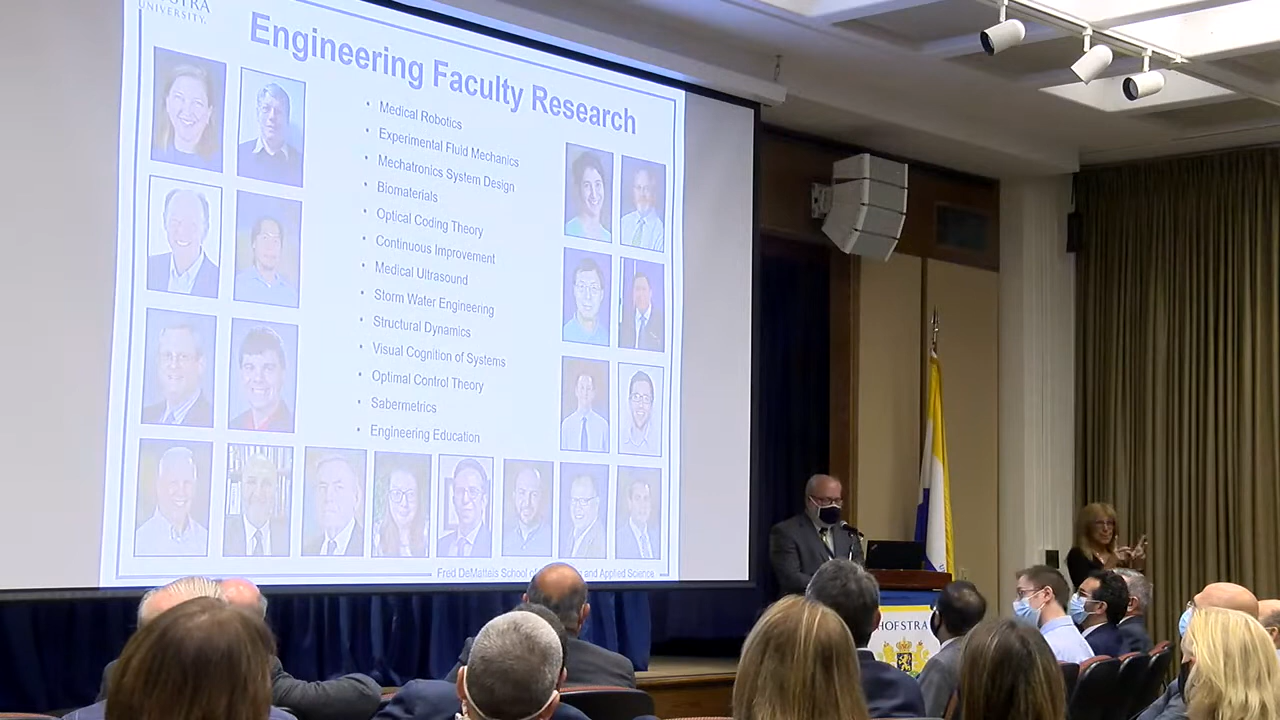 UNIVERSITY.
Engineering Faculty Research
• Medical Robotics
• Experimental Fluid Mechanics
• Mechatronics System Design
• Biomaterials
• Optical Coding Theory
• Continuous Improvement
• Medical Ultrasound
• Storm Water Engineering
• Structural Dynamics
• Visual Cognition of Systems
• Optimal Control Theory
• Sabermetrics
• Engineering Education
Fred DeMatteis School of and Applied Science
HOFSTRA